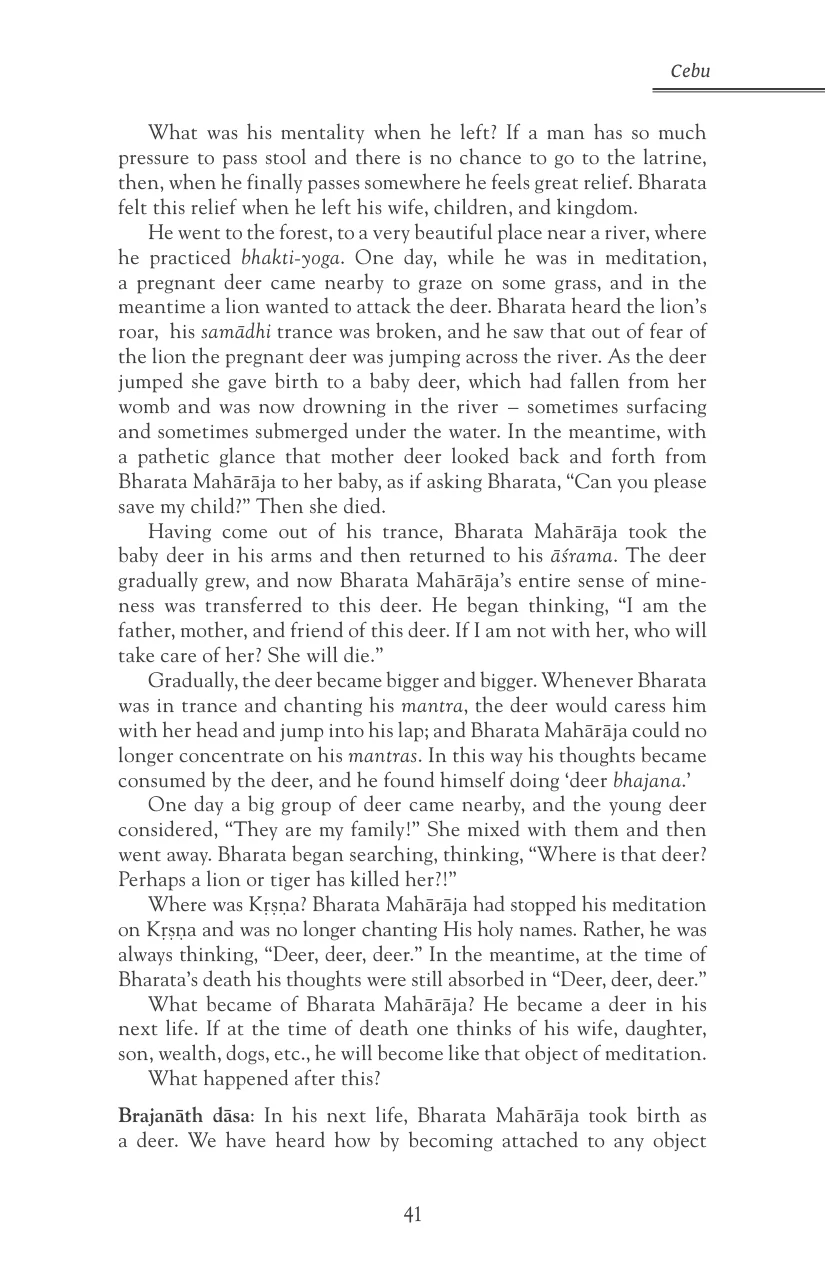 Cebu
What was his mentality when he left? If a man has so much
pressure to pass stool and there is no chance to go to the latrine,
then, when he finally passes somewhere he feels great relief. Bharata
felt this relief when he left his wife, children, and kingdom.
He went to the forest, to a very beautiful place near a river, where
he practiced bhakti-yoga. One day, while he was in meditation,
a pregnant deer came nearby to graze on some grass, and in the
meantime a lion wanted to attack the deer. Bharata heard the lion’s
roar,  his samādhi trance was broken, and he saw that out of fear of
the lion the pregnant deer was jumping across the river. As the deer
jumped she gave birth to a baby deer, which had fallen from her
womb and was now drowning in the river – sometimes surfacing
and sometimes submerged under the water. In the meantime, with
a pathetic glance that mother deer looked back and forth from
Bharata Mahārāja to her baby, as if asking Bharata, “Can you please
save my child?” Then she died.
Having come out of his trance, Bharata Mahārāja took the
baby deer in his arms and then returned to his āśrama. The deer
gradually grew, and now Bharata Mahārāja’s entire sense of mine-
ness was transferred to this deer. He began thinking, “I am the
father, mother, and friend of this deer. If I am not with her, who will
take care of her? She will die.”
Gradually, the deer became bigger and bigger. Whenever Bharata
was in trance and chanting his mantra, the deer would caress him
with her head and jump into his lap; and Bharata Mahārāja could no
longer concentrate on his mantras. In this way his thoughts became
consumed by the deer, and he found himself doing ‘deer bhajana.’
One day a big group of deer came nearby, and the young deer
considered, “They are my family!” She mixed with them and then
went away. Bharata began searching, thinking, “Where is that deer?
Perhaps a lion or tiger has killed her?!”
Where was Kṛṣṇa? Bharata Mahārāja had stopped his meditation
on Kṛṣṇa and was no longer chanting His holy names. Rather, he was
always thinking, “Deer, deer, deer.” In the meantime, at the time of
Bharata’s death his thoughts were still absorbed in “Deer, deer, deer.”
What became of Bharata Mahārāja? He became a deer in his
next life. If at the time of death one thinks of his wife, daughter,
son, wealth, dogs, etc., he will become like that object of meditation.
What happened after this?
Brajanāth dāsa: In his next life, Bharata Mahārāja took birth as
a deer. We have heard how by becoming attached to any object
41